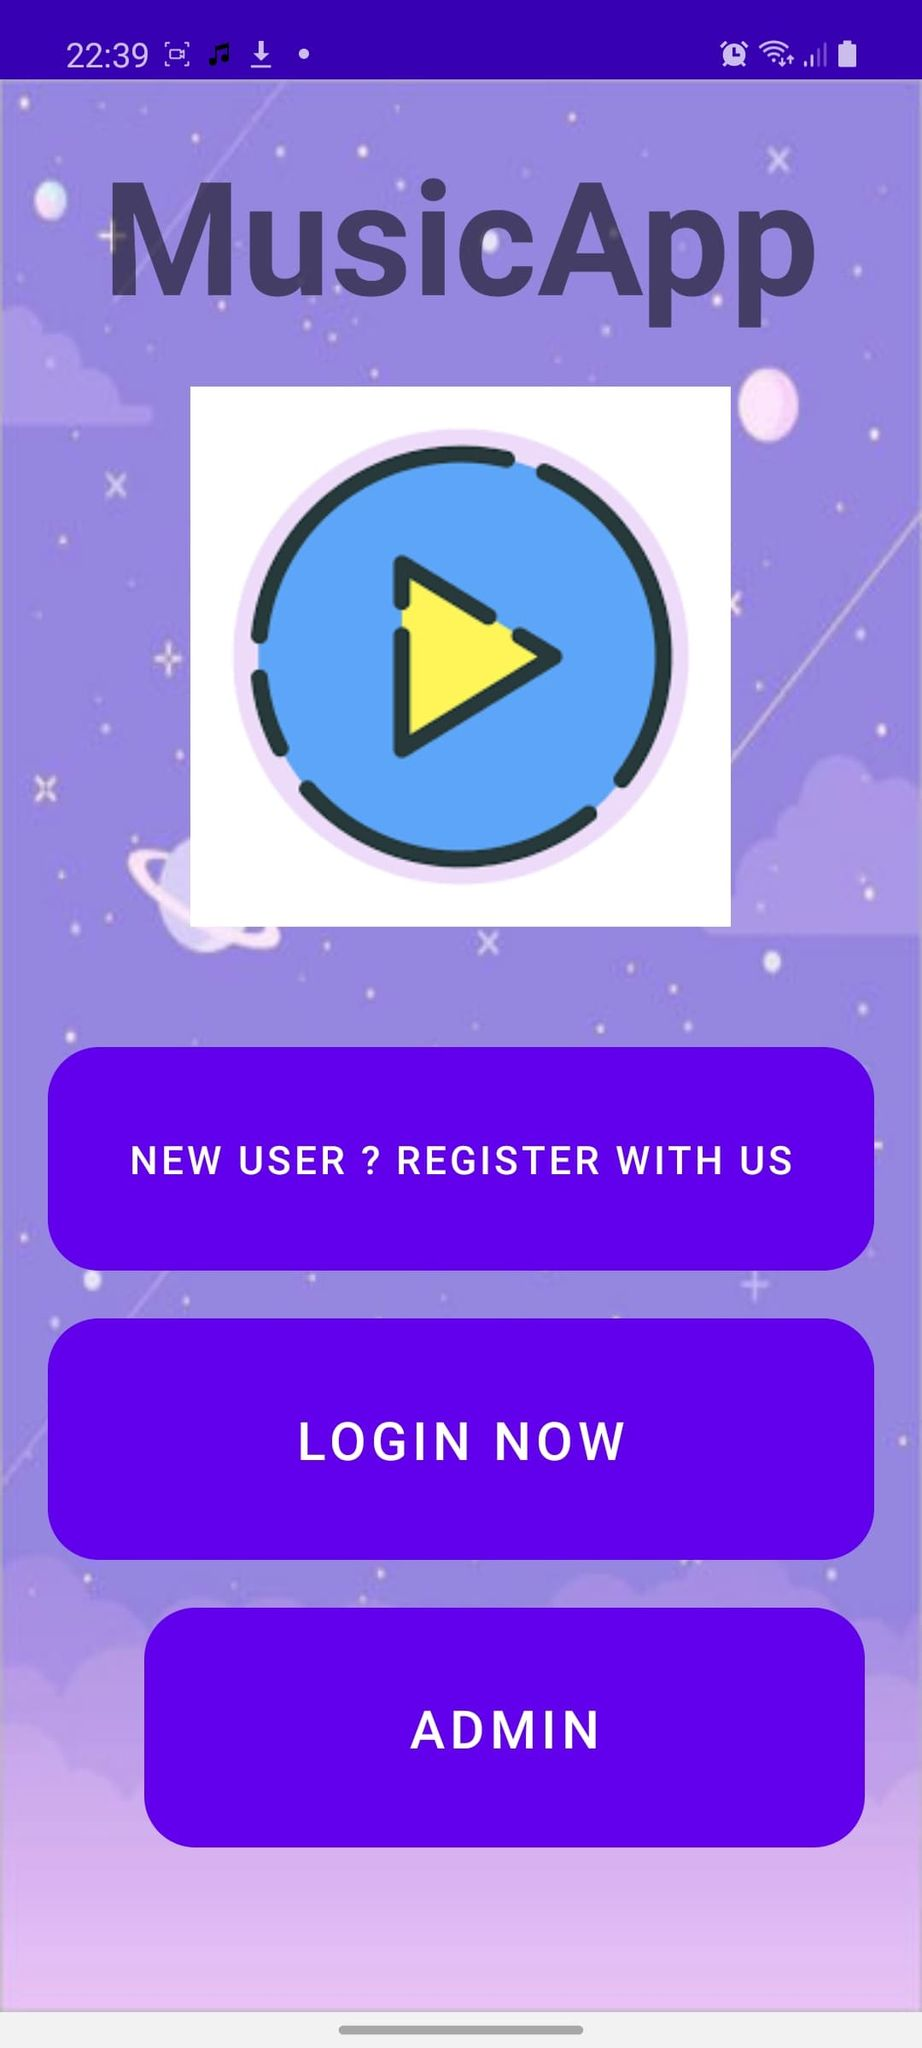 22:39
MusicApp
NEW USER ? REGISTER WITH US
LOGIN NOW
ADMIN